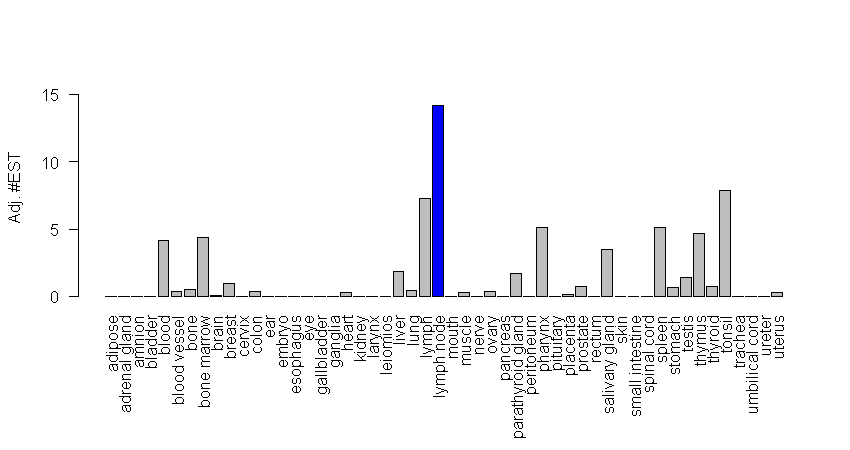 Adj. #EST
15
10
5
0
adipose
adrenal gland
amnion
bladder
blood
blood vessel
bone
bone marrow
brain
breast
cervix
colon
ear
embryo
esophagus
eye
gallbladder
ganglia
heart
kidney
larynx
leiomios
liver
lung
lymph
lymph node
mouth
muscle
nerve
ovary
pancreas
parathyroid gland
peritoneum
pharynx
pituitary
placenta
prostate
rectum
salivary gland
skin
small intestine
spinal cord
spleen
stomach
testis
thymus
thyroid
tonsil
trachea
umbilical cord
ureter
uterus